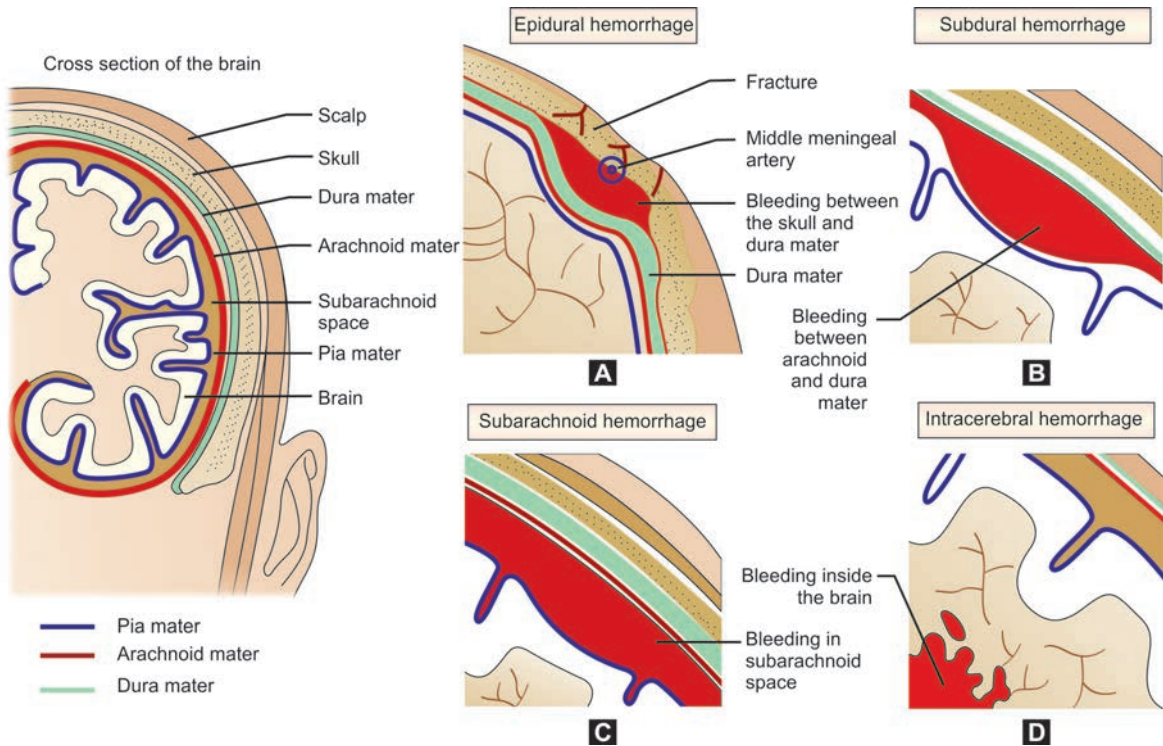 Cross section of the brain
Scalp
Skull
Dura mater
Arachnoid mater
Subarachnoid
space
Pia mater
Brain
Pia mater
Arachnoid mater
Dura mater
Epidural hemorrhage
Fracture
Middle meningeal
artery
Bleeding between
the skull and
dura mater
Dura mater
A
Subdural hemorrhage
Bleeding
between
arachnoid
and dura
mater
B
Subarachnoid hemorrhage
Bleeding in
subarachnoid
space
C
Intracerebral hemorrhage
Bleeding inside
the brain
D